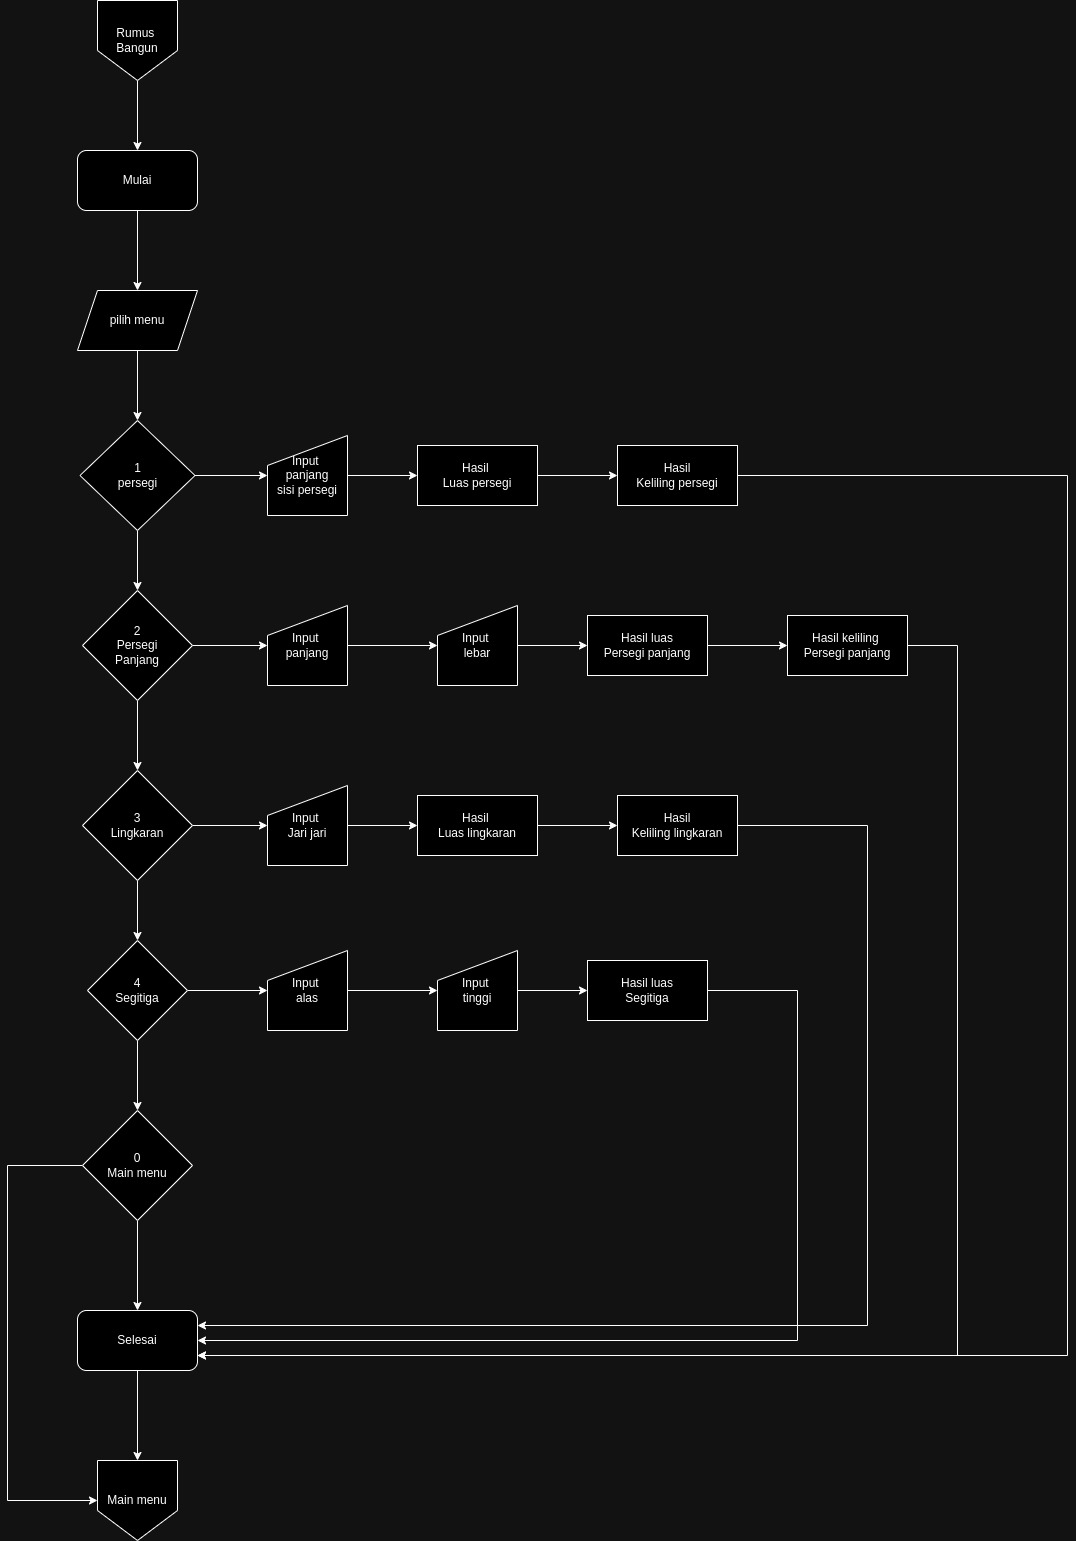 Rumus
Bangun
Mulai
pilih menu
1
persegi
Input
panjang
sisi persegi
Hasil
Luas persegi
Hasil
Keliling persegi
2
Persegi
Panjang
Input
panjang
Input
lebar
Hasil luas
Persegi panjang
Hasil keliling
Persegi panjang
3
Lingkaran
Input
Jari jari
Hasil
Luas lingkaran
Hasil
Keliling lingkaran
4
Segitiga
Input
alas
Input
tinggi
Hasil luas
Segitiga
0
Main menu
Selesai
Main menu